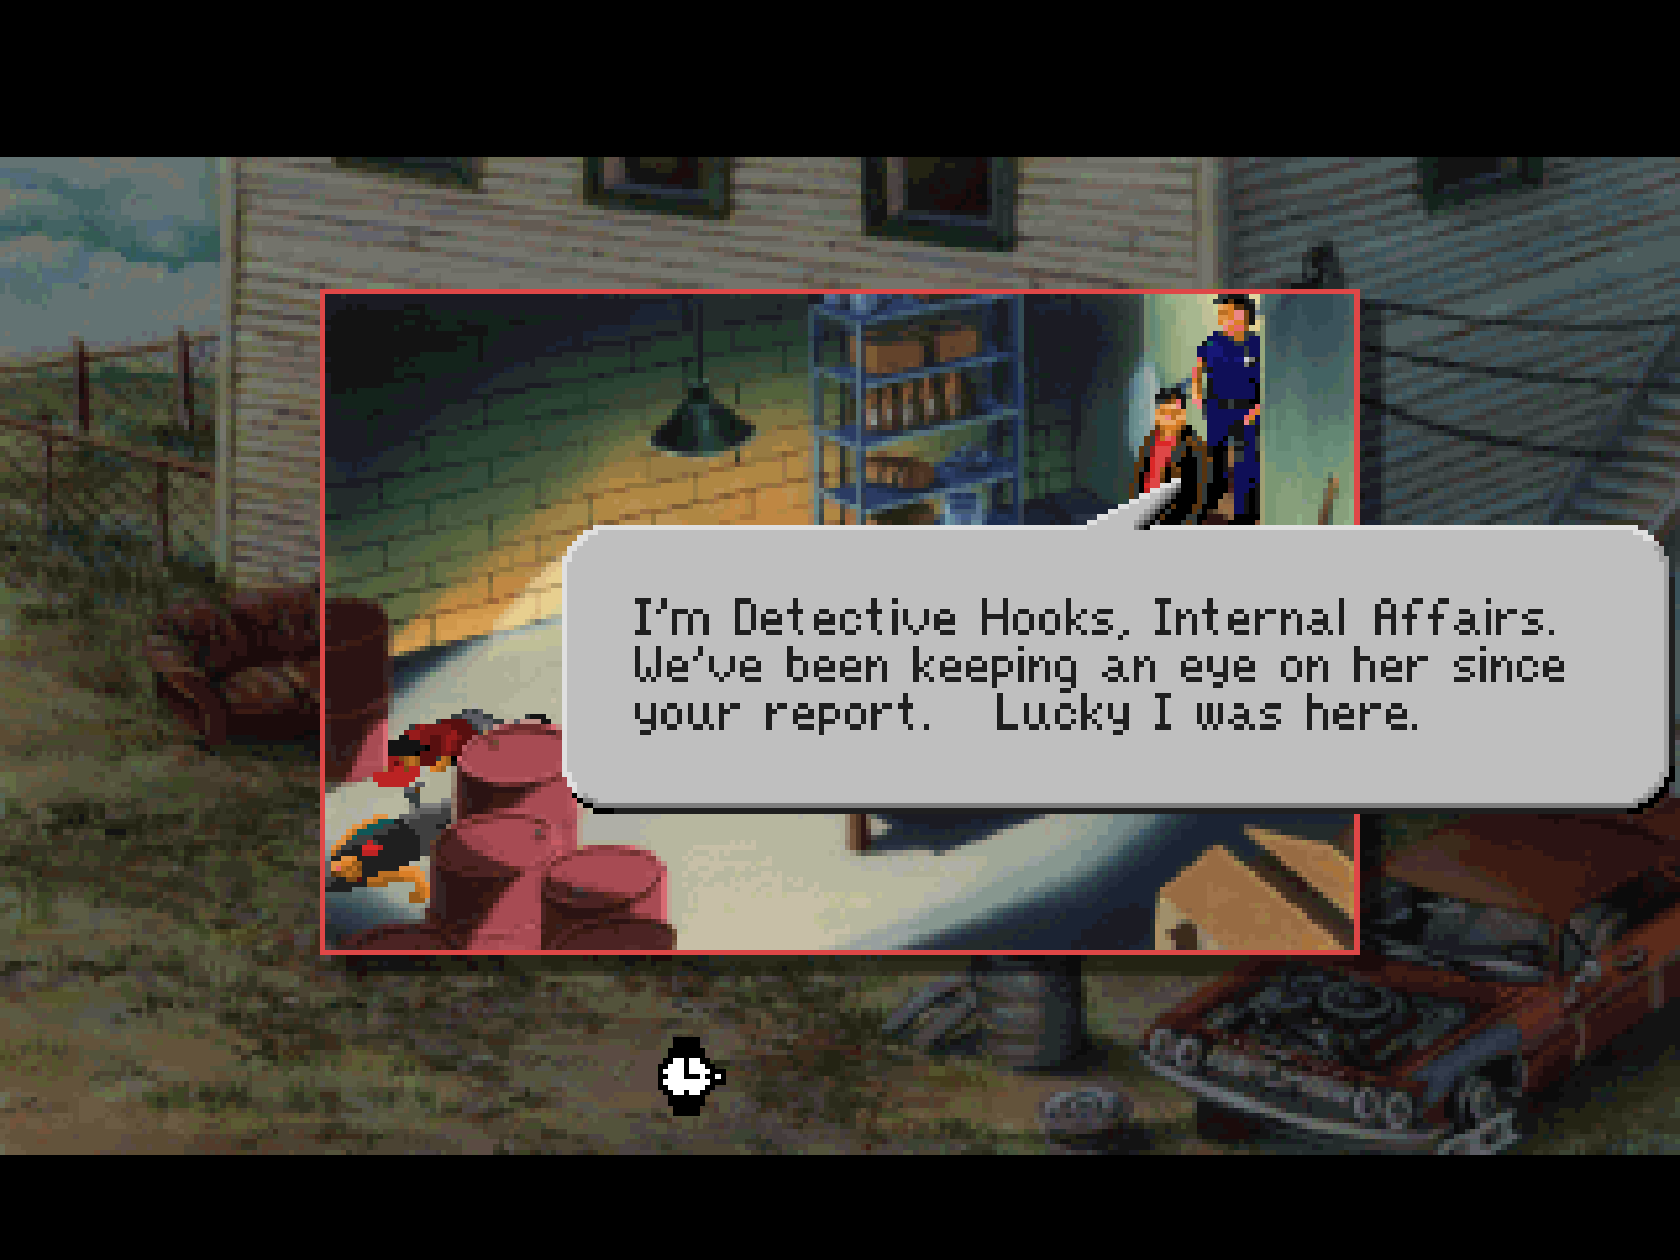 I'm Detective Hooks, Internal Affairs.
We've been keeping an eye on her since
your report.  Lucky I was here.